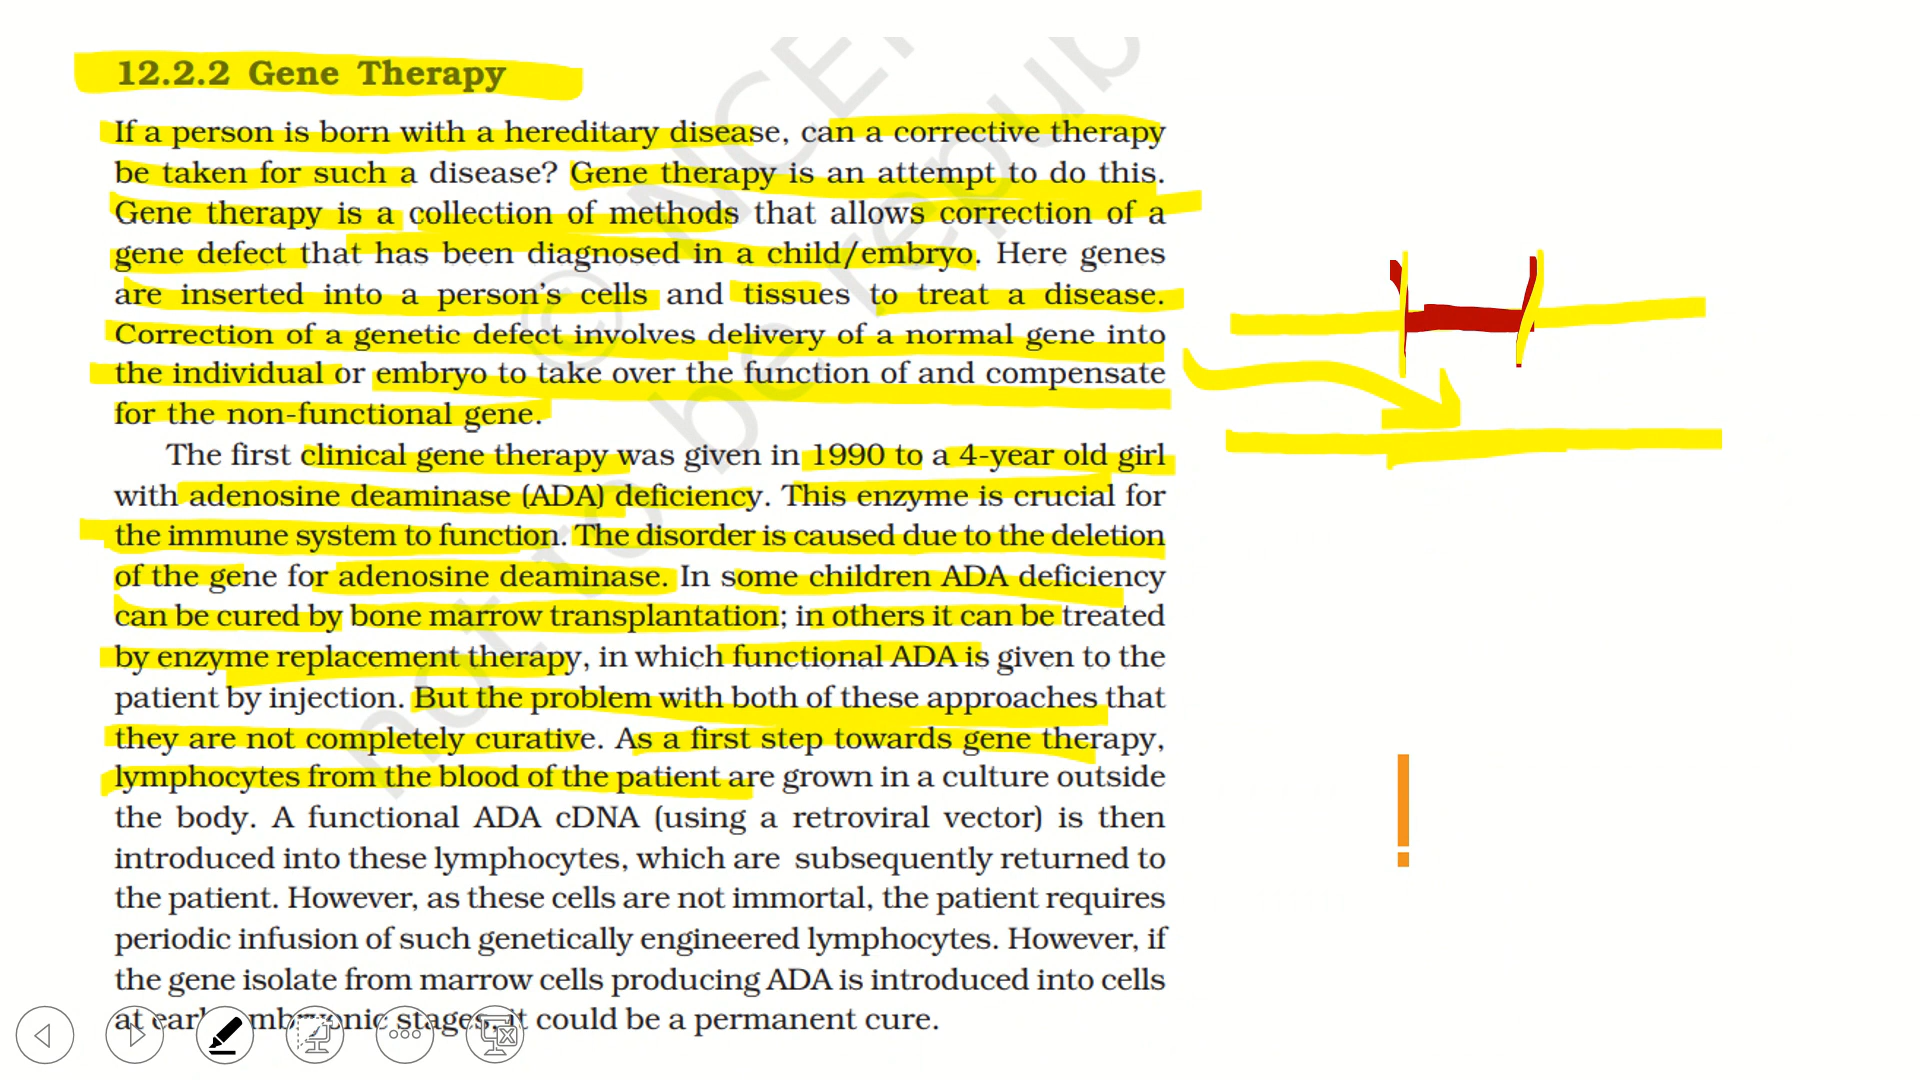 12.2.2 Gene Therapy
If a person is born with a hereditary disease, can a corrective therapy
be taken for such a disease? Gene therapy is an attempt to do this.
Gene therapy is a collection of methods that allows correction of a
gene defect that has been diagnosed in a child/embryo. Here genes
are inserted into a person's cells and tissues to treat a disease.
Correction of a genetic defect involves delivery of a normal gene into
the individual or embryo to take over the function of and compensate
for the non-functional gene.
The first clinical gene therapy was given in 1990 to a 4-year old girl
with adenosine deaminase (ADA) deficiency. This enzyme is crucial for
the immune system to function. The disorder is caused due to the deletion
of the gene for adenosine deaminase. In some children ADA deficiency
can be cured by bone marrow transplantation; in others it can be treated
by enzyme replacement therapy, in which functional ADA is given to the
patient by injection. But the problem with both of these approaches that
they are not completely curative. As a first step towards gene therapy,
lymphocytes from the blood of the patient are grown in a culture outside
the body. A functional ADA cDNA (using a retroviral vector) is then
introduced into these lymphocytes, which are subsequently returned to
the patient. However, as these cells are not immortal, the patient requires
periodic infusion of such genetically engineered lymphocytes. However, if
the gene isolate from marrow cells producing ADA is introduced into cells
at early embryonic stages, it could be a permanent cure.
© NCE
not to be repub